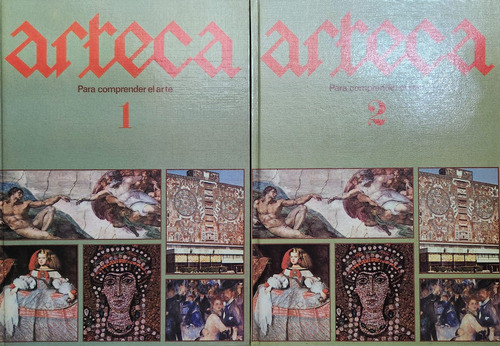 arteca
Para comprender el arte
1
arteca
Para comprender el arte
2